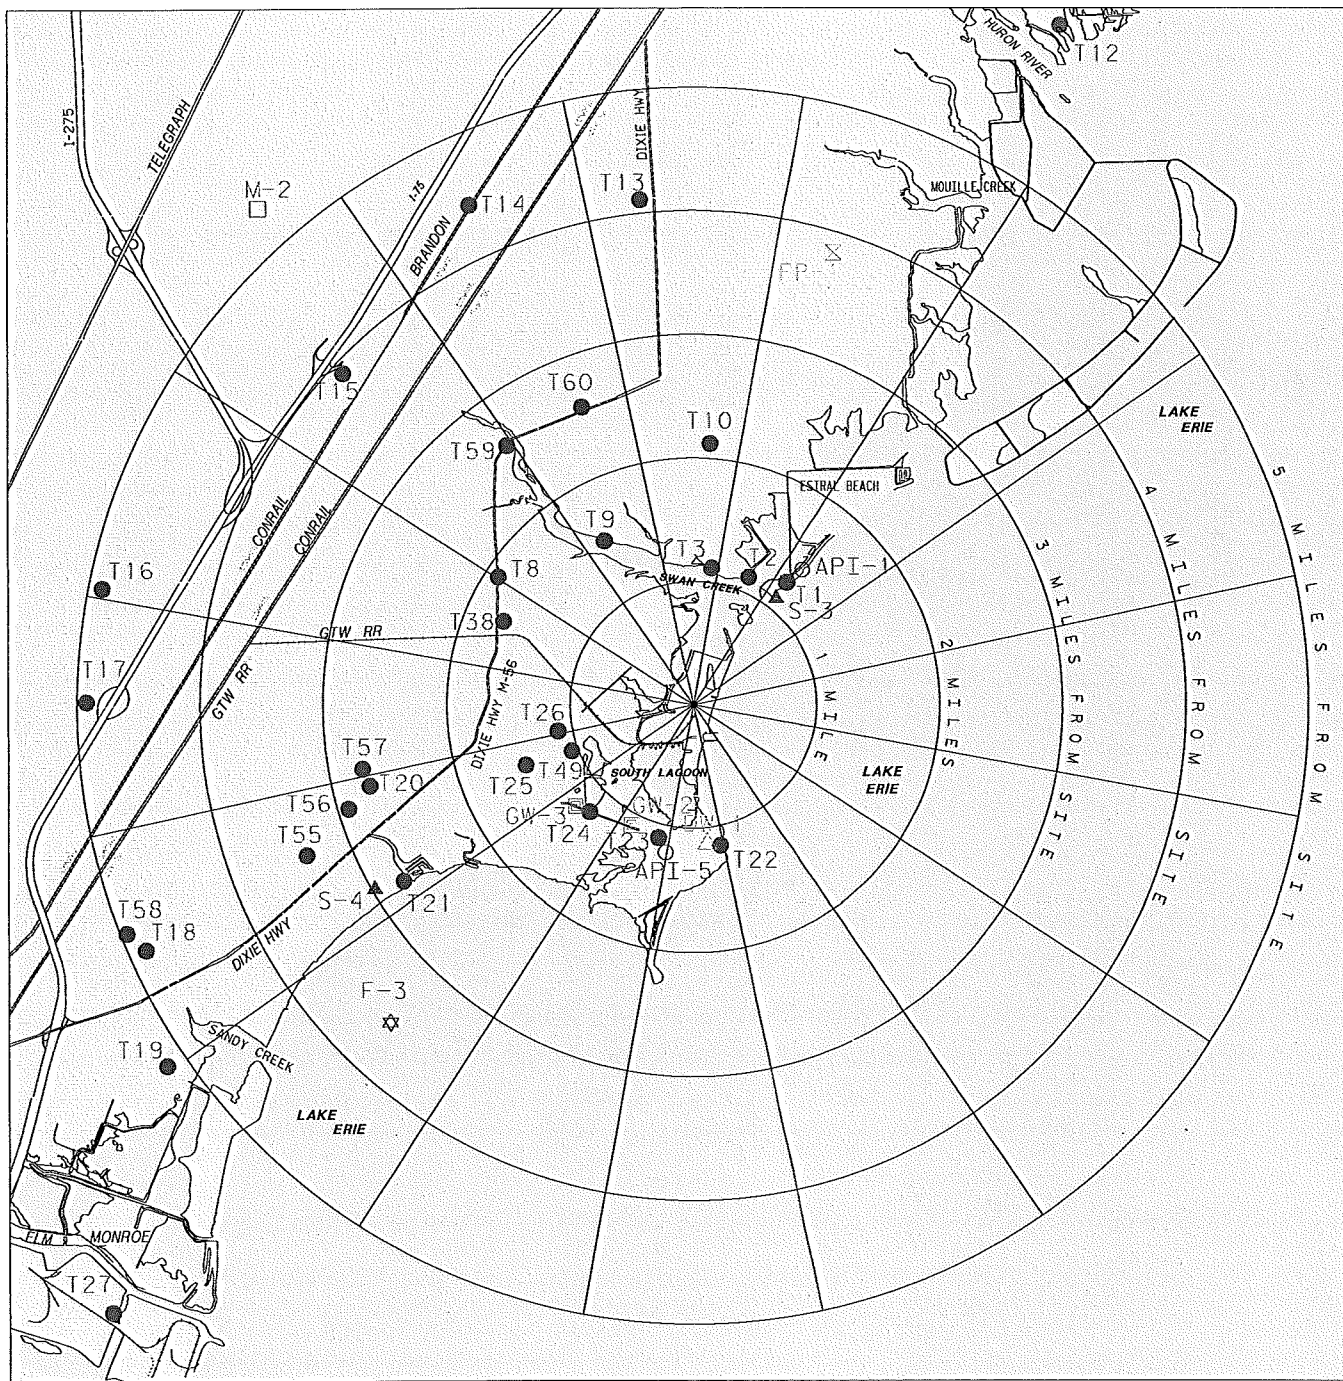 HURON RIVER
T12
I-275
TELEGRAPH
DIXIE HWY
M-2
I-75
T14
T13
MOUILLE CREEK
BRANDON
FP-1
T15
T60
T10
LAKE
ERIE
T59
ESTRAL BEACH
5 MILES FROM SITE
4 MILES FROM SITE
3 MILES FROM SITE
2 MILES
1 MILE
CONRAIL
CONRAIL
T9
T3
T2
API-1
T16
T8
SWAN CREEK
T1
S-3
T38
GTW RR
T17
GTW RR
DIXIE HWY M-56
T26
T57
T25
T49
SOUTH LAGOON
LAKE
ERIE
T20
T56
GW-3
GW-2
T24
T23
T55
T22
API-5
S-4
T21
T58
T18
DIXIE HWY
F-3
SANDY CREEK
T19
LAKE
ERIE
ELM
MONROE
T27